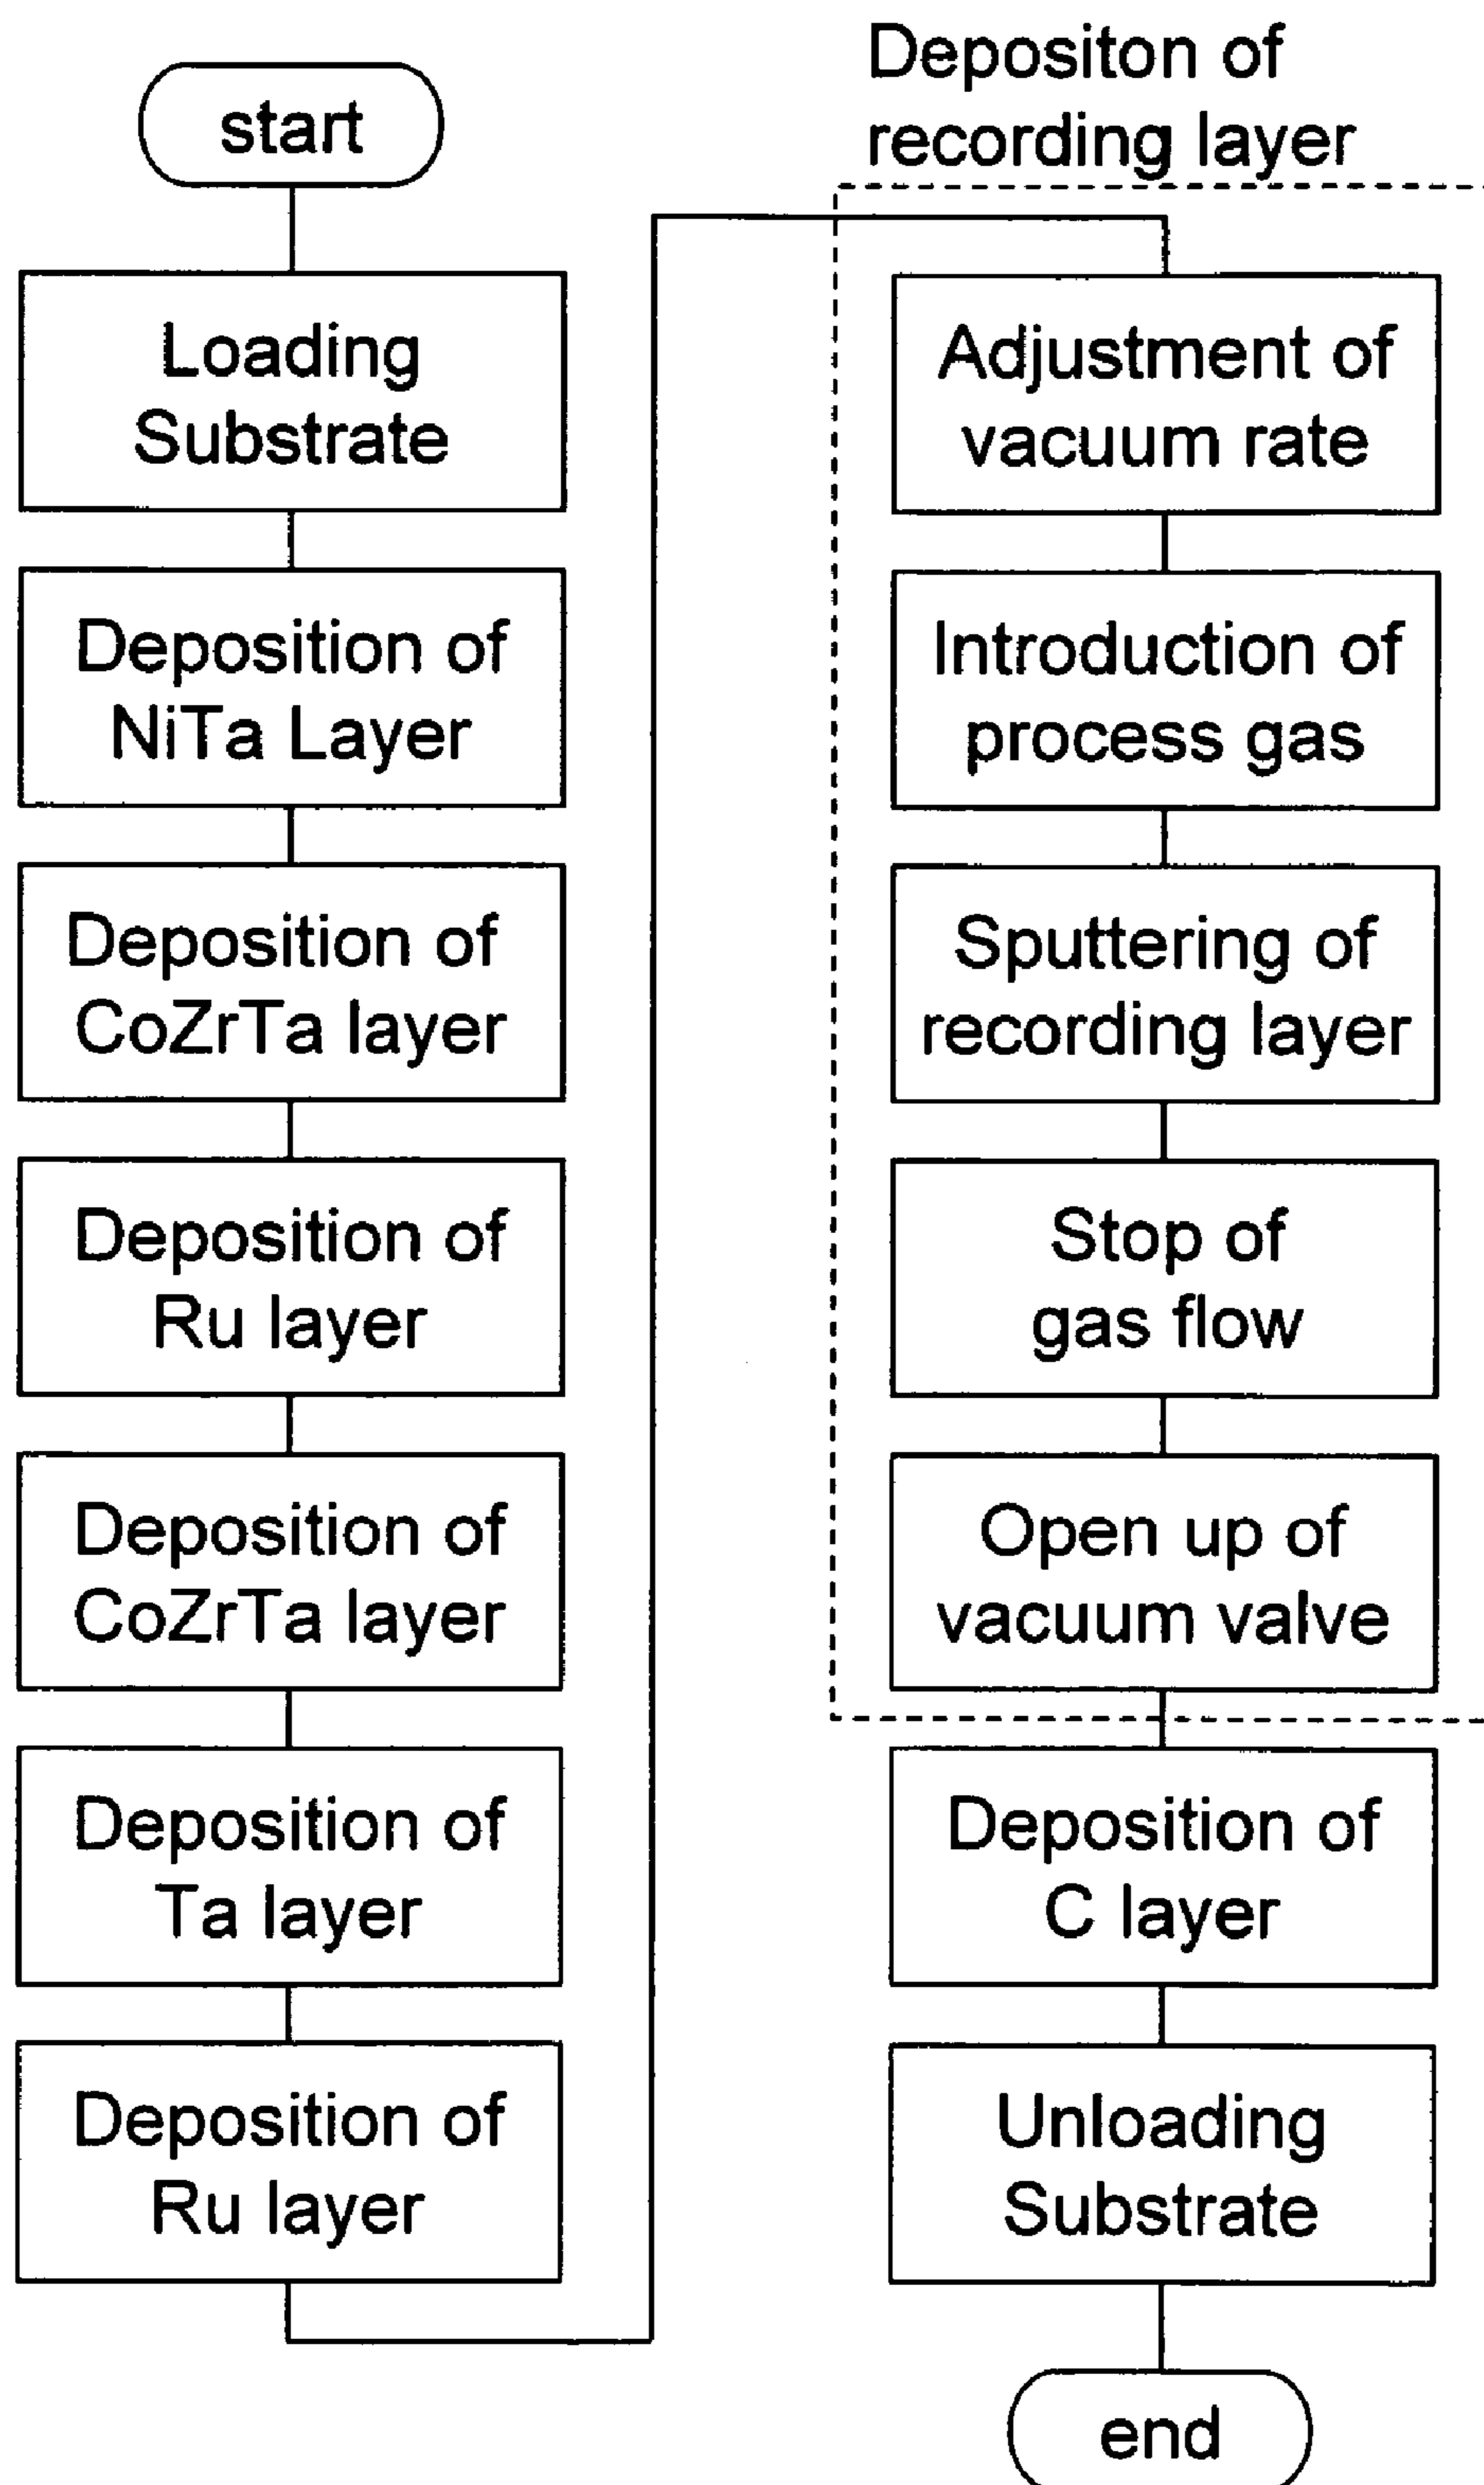 start
Loading
Substrate
Deposition of
NiTa Layer
Deposition of
CoZrTa layer
Deposition of
Ru layer
Deposition of
CoZrTa layer
Deposition of
Ta layer
Deposition of
Ru layer
Depositon of
recording layer
Adjustment of
vacuum rate
Introduction of
process gas
Sputtering of
recording layer
Stop of
gas flow
Open up of
vacuum valve
Deposition of
C layer
Unloading
Substrate
end